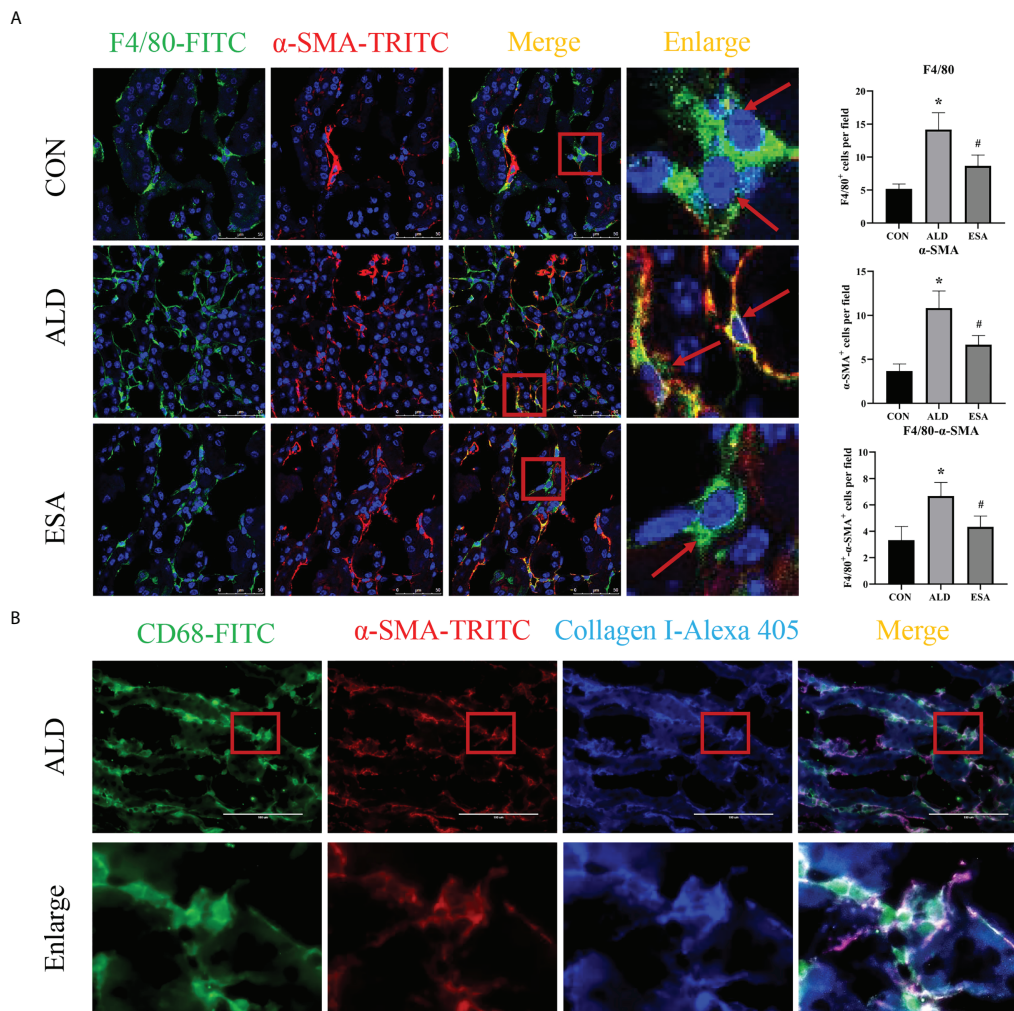 A
F4/80-FITC α-SMA-TRITC Merge Enlarge
CON
ALD
ESA
F4/80
F4/80⁺ cells per field
20
15
10
5
0
*
#
CON ALD ESA
α-SMA
α-SMA⁺ cells per field
15
10
5
0
*
#
CON ALD ESA
F4/80-α-SMA
F4/80⁺-α-SMA⁺ cells per field
8
6
4
2
0
*
#
CON ALD ESA
B
CD68-FITC α-SMA-TRITC Collagen I-Alexa 405 Merge
ALD
Enlarge